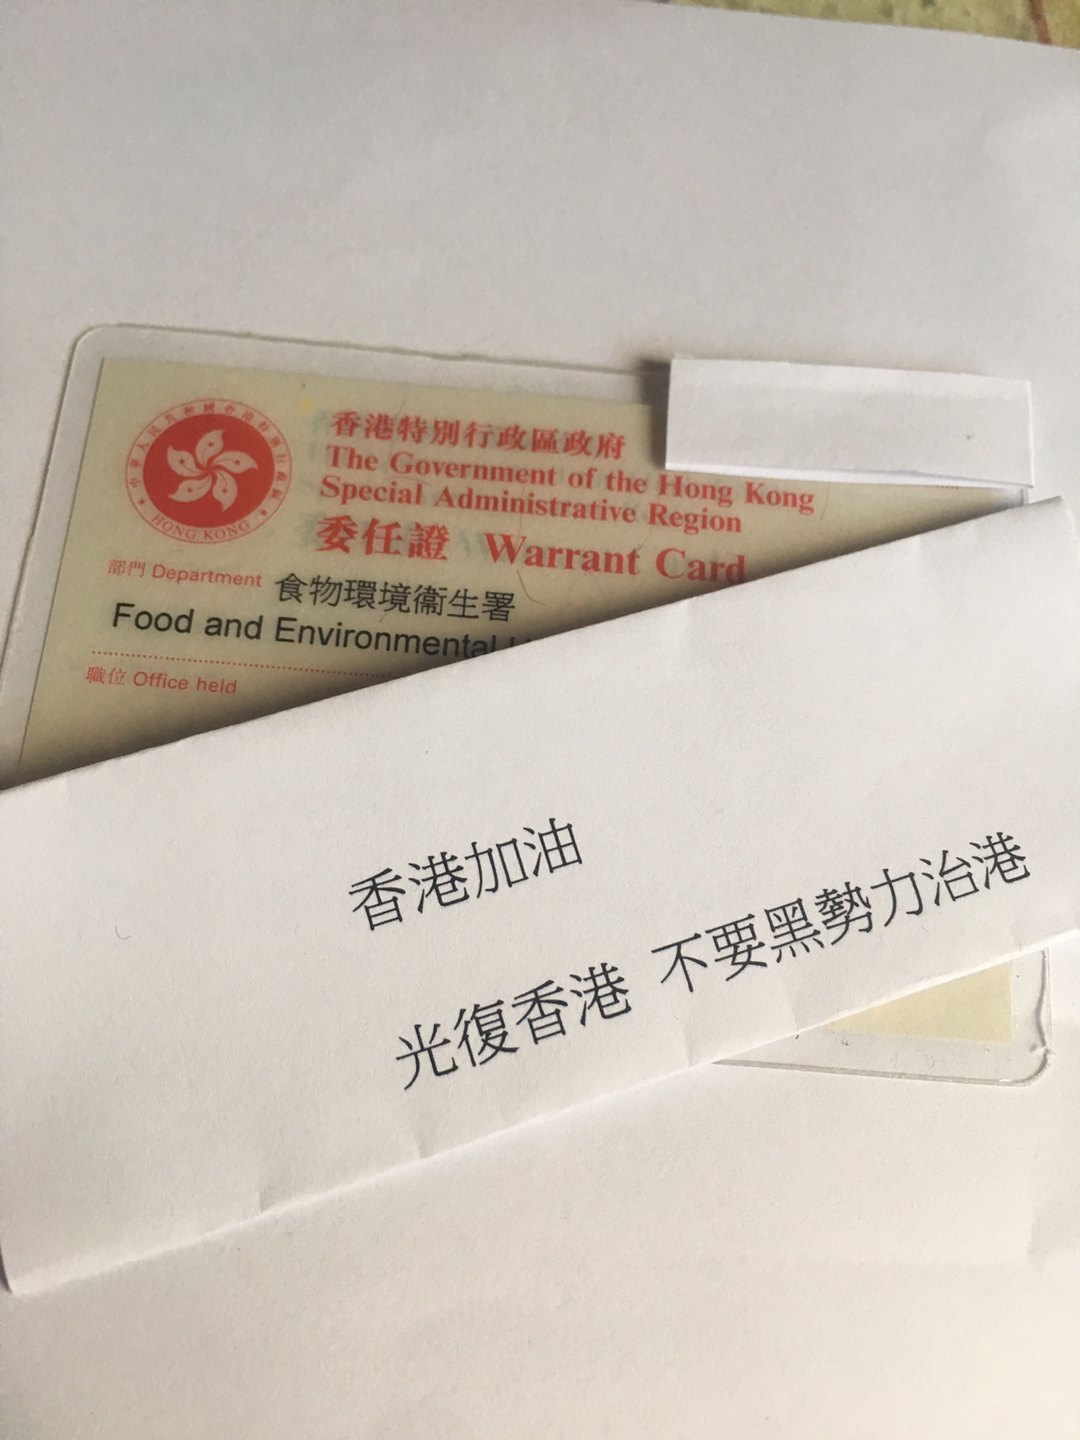 中華人民共和國香港特別行政區
HONG KONG
香港特別行政區政府
The Government of the Hong Kong
Special Administrative Region
委任證 Warrant Card
部門 Department 食物環境衞生署
Food and Environmental
職位 Office held
香港加油
光復香港 不要黑勢力治港